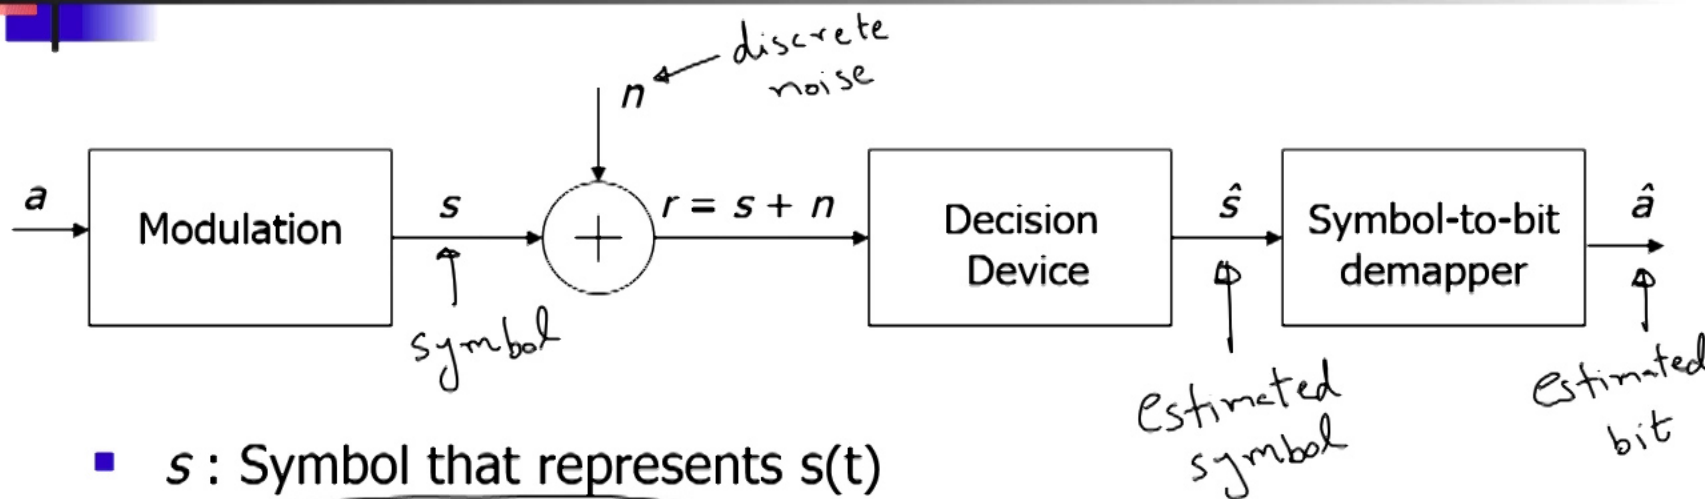 discrete
noise
n
a
Modulation
s
+
r = s + n
Decision
Device
ŝ
Symbol-to-bit
demapper
â
symbol
estimated
symbol
estimated
bit
s : Symbol that represents s(t)